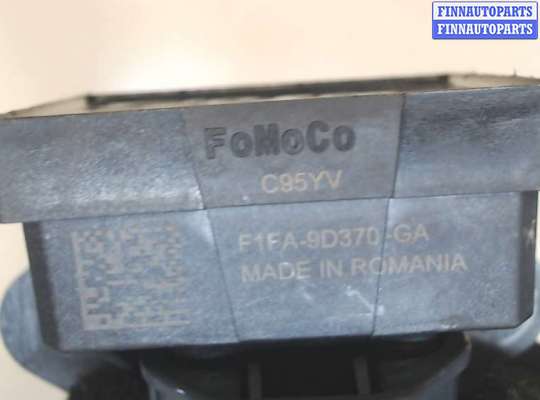 FINNAUTOPARTS
FINNAUTOPARTS
FoMoCo
C95YV
F1FA-9D370-GA
MADE IN ROMANIA